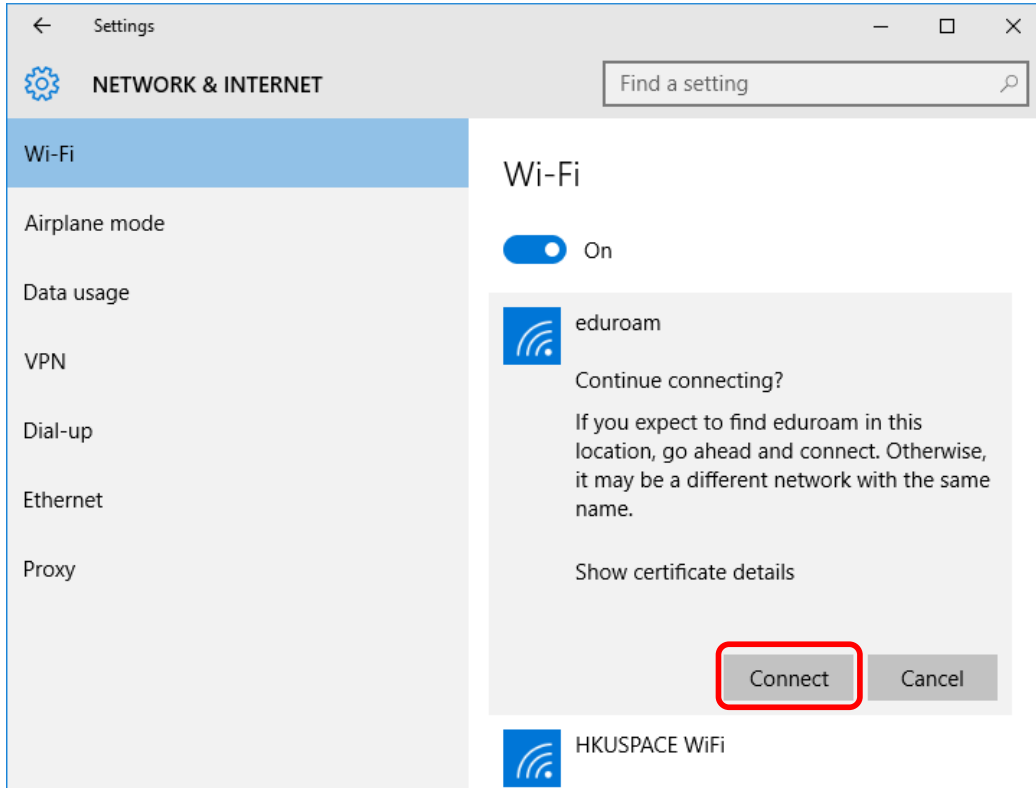 Settings
NETWORK & INTERNET
Find a setting
Wi-Fi
Airplane mode
Data usage
VPN
Dial-up
Ethernet
Proxy
Wi-Fi
On
eduroam
Continue connecting?
If you expect to find eduroam in this
location, go ahead and connect. Otherwise,
it may be a different network with the same
name.
Show certificate details
Connect
Cancel
HKUSPACE WiFi